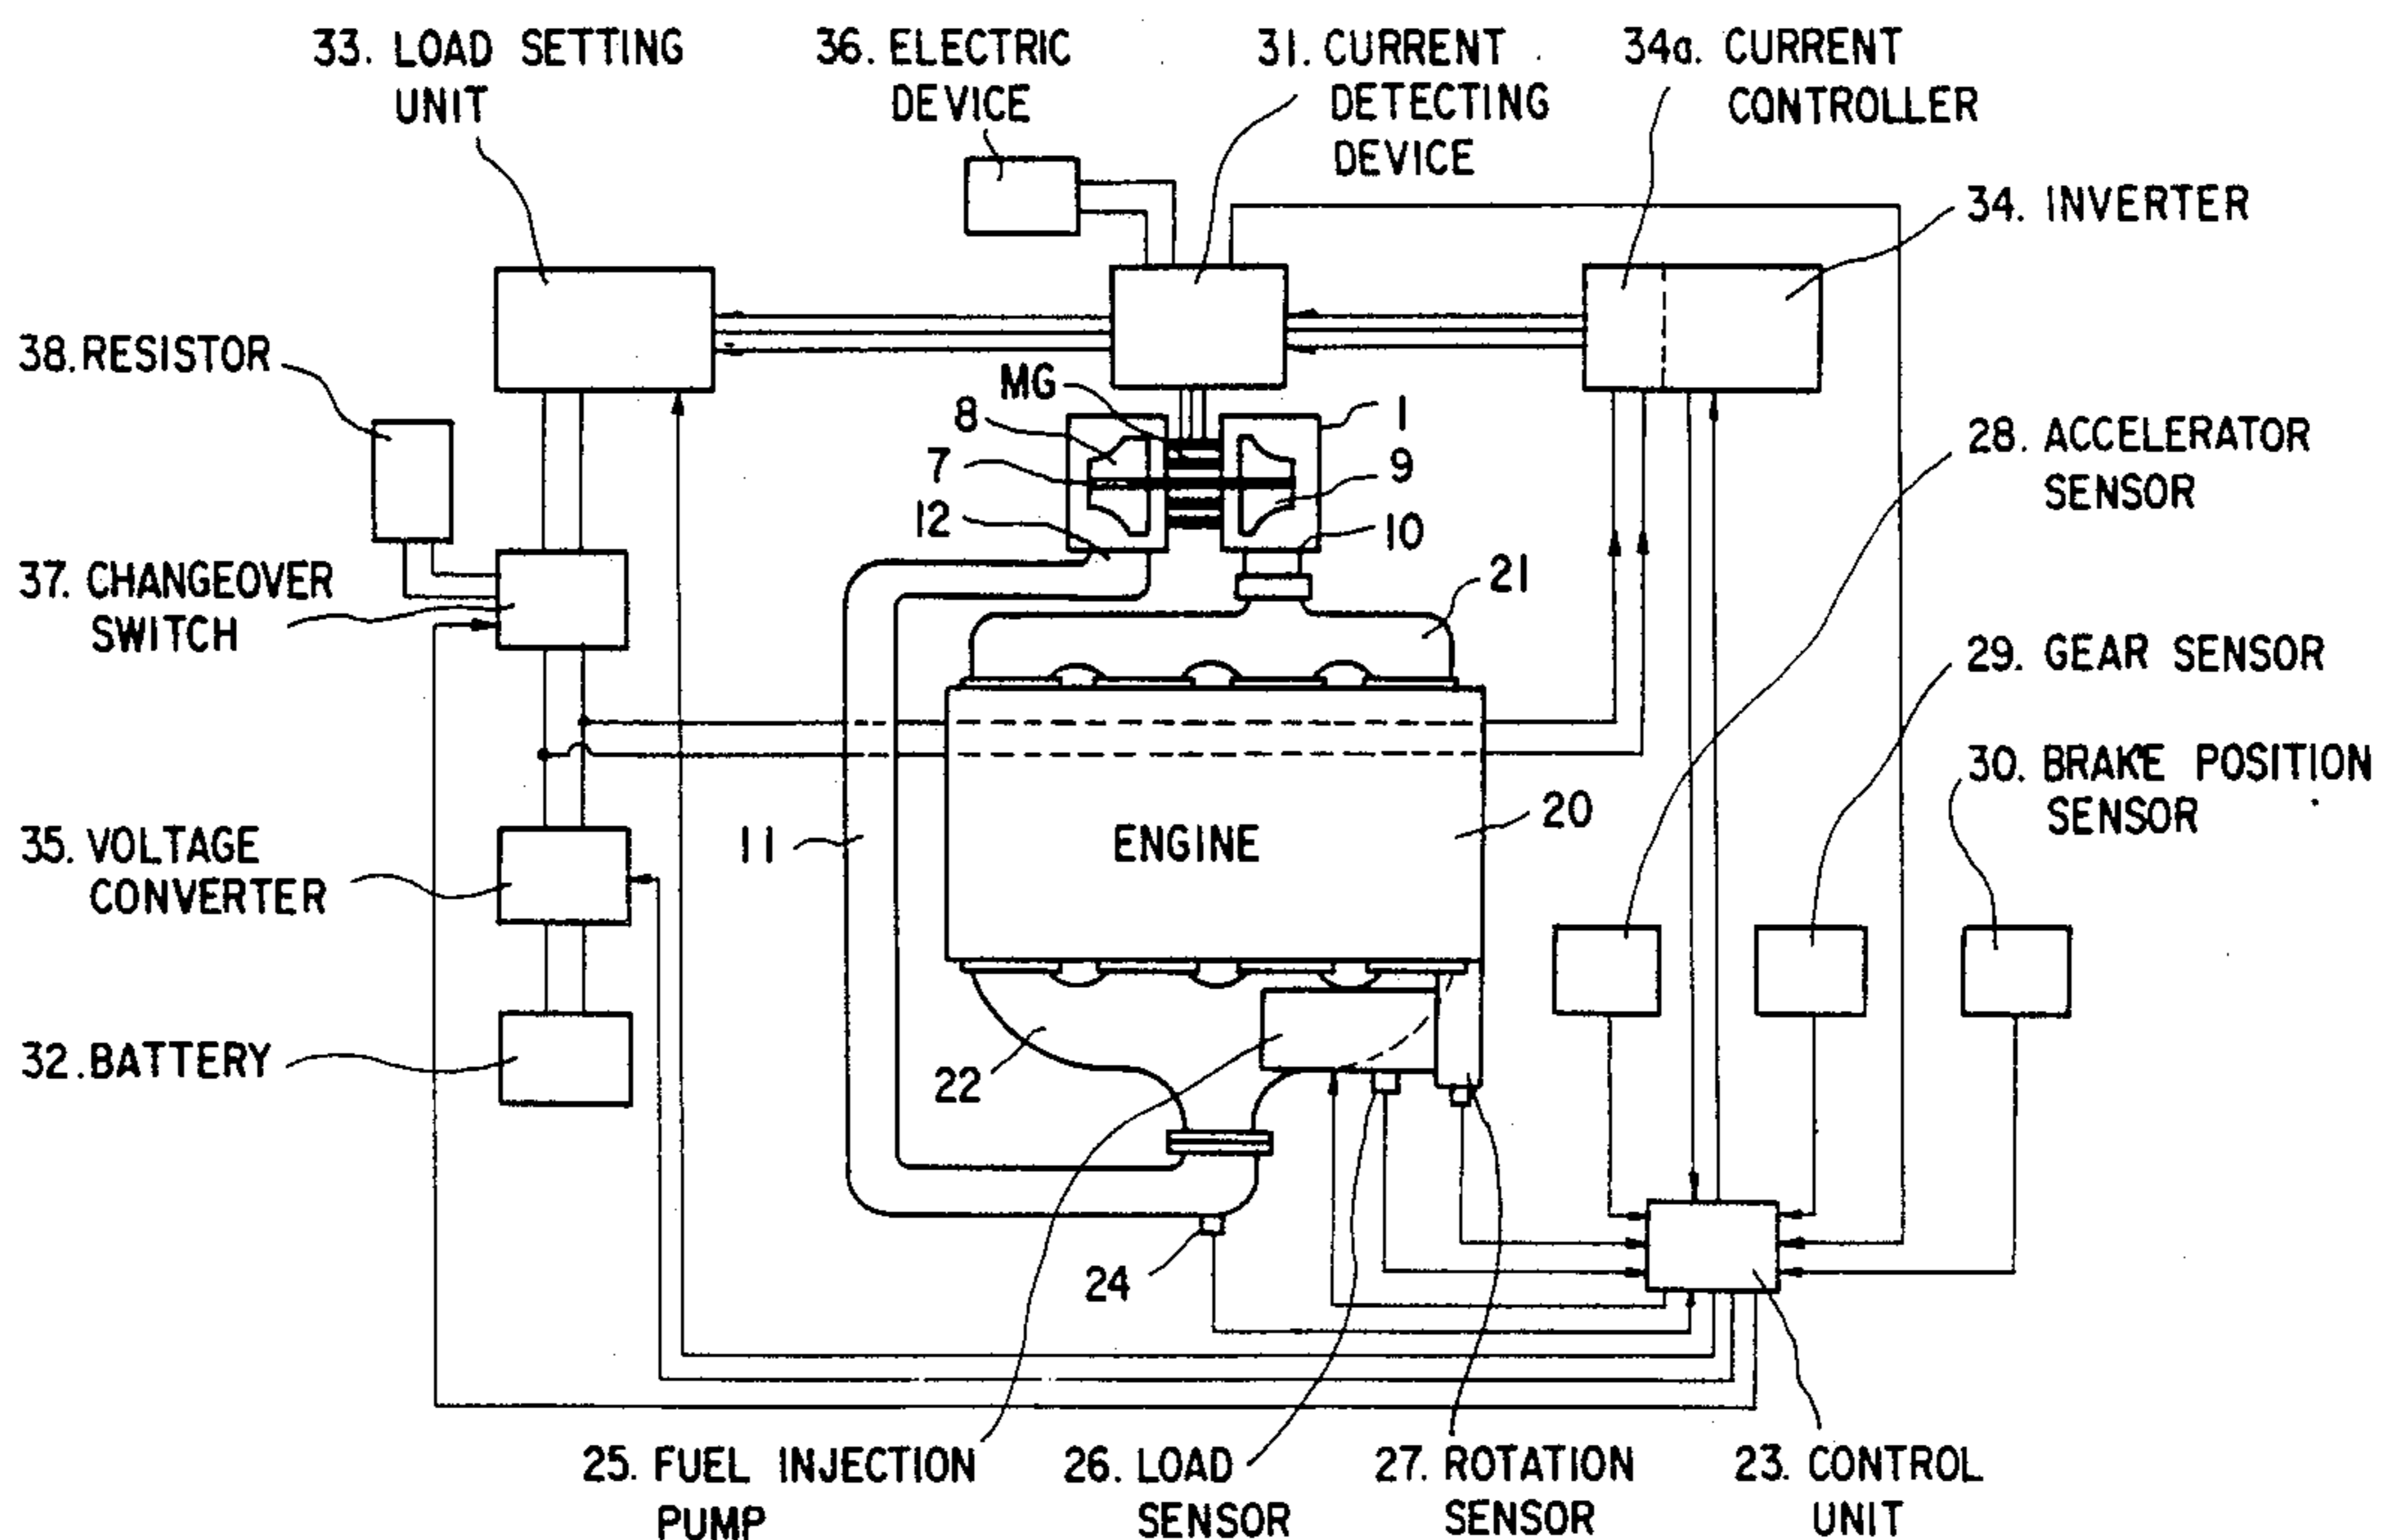 33. LOAD SETTING
UNIT
36. ELECTRIC
DEVICE
31. CURRENT
DETECTING
DEVICE
34a. CURRENT
CONTROLLER
34. INVERTER
38. RESISTOR
MG
8
7
12
1
9
10
28. ACCELERATOR
SENSOR
37. CHANGEOVER
SWITCH
21
29. GEAR SENSOR
30. BRAKE POSITION
SENSOR
35. VOLTAGE
CONVERTER
11
ENGINE
20
32. BATTERY
22
24
25. FUEL INJECTION
PUMP
26. LOAD
SENSOR
27. ROTATION
SENSOR
23. CONTROL
UNIT